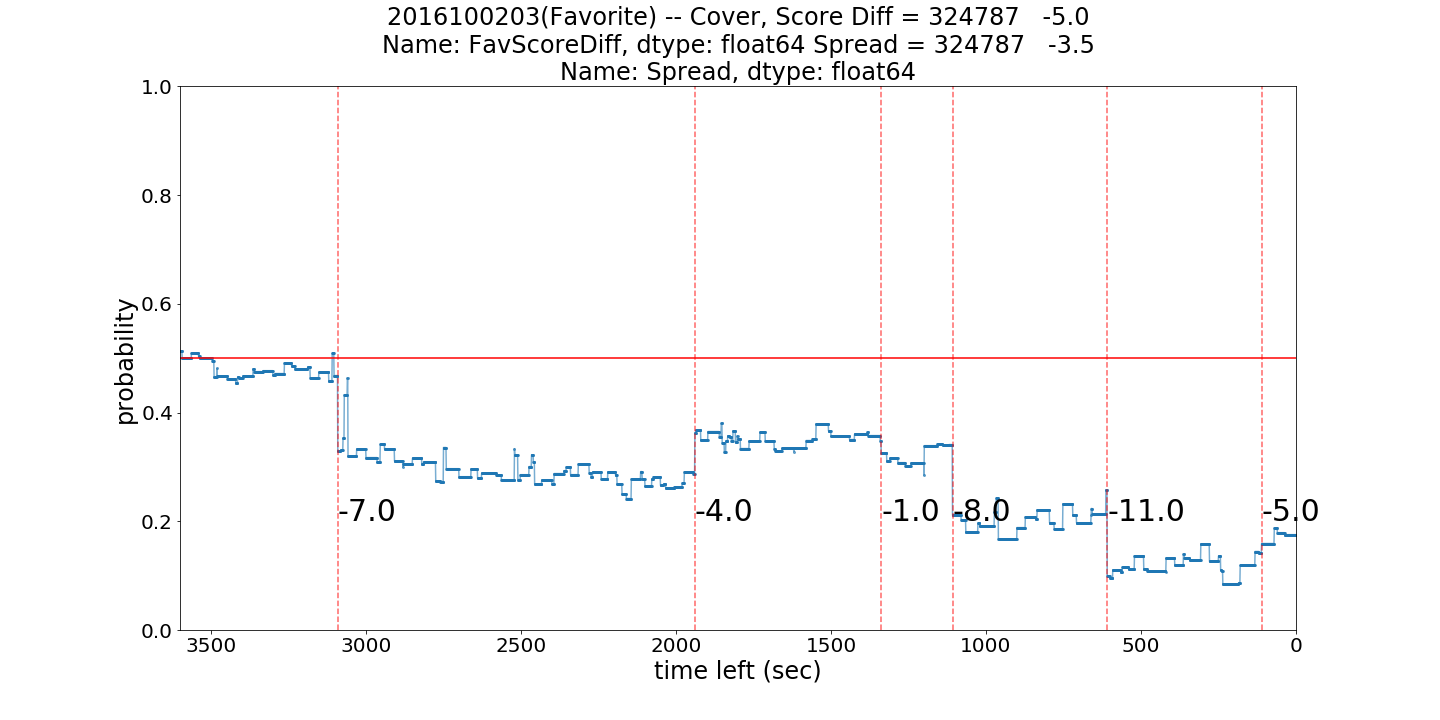 2016100203(Favorite) -- Cover, Score Diff = 324787   -5.0
Name: FavScoreDiff, dtype: float64 Spread = 324787   -3.5
Name: Spread, dtype: float64
1.0
0.8
0.6
0.4
0.2
0.0
probability
-7.0
-4.0
-1.0
-8.0
-11.0
-5.0
3500 3000 2500 2000 1500 1000 500 0
time left (sec)